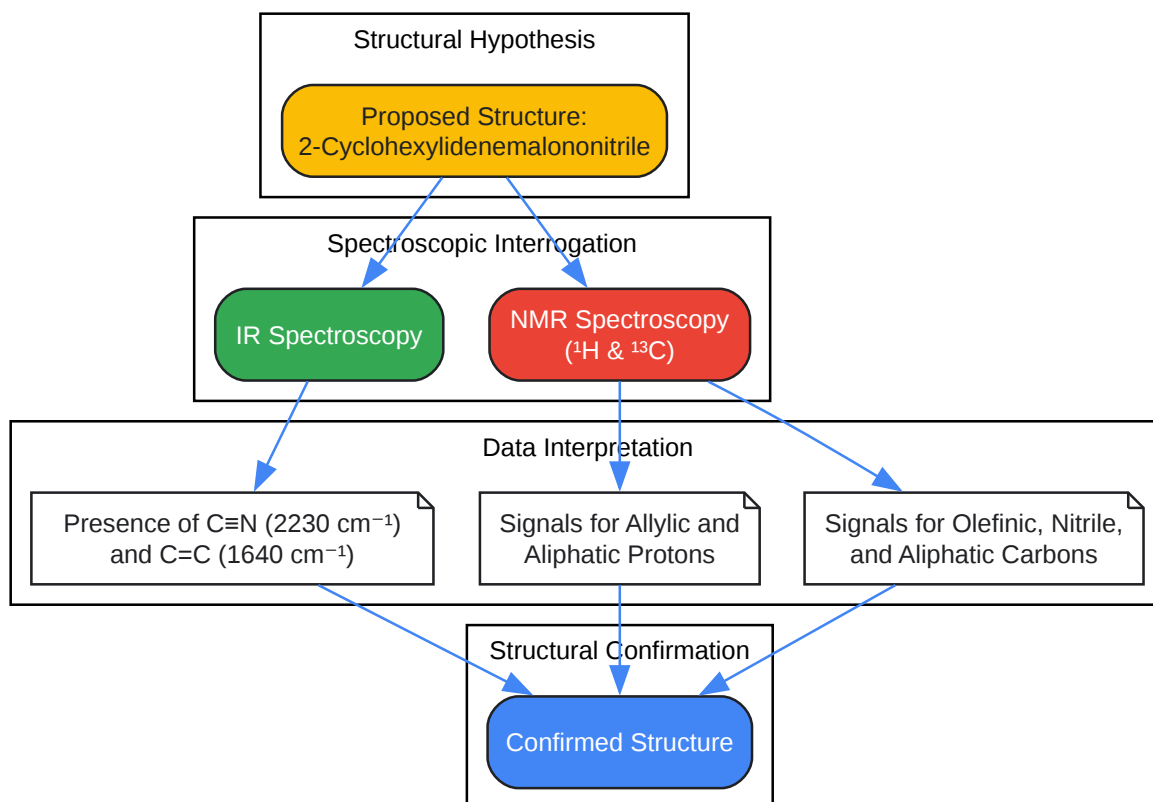 Structural Hypothesis
Proposed Structure:
2-Cyclohexylidenemalononitrile
Spectroscopic Interrogation
IR Spectroscopy
NMR Spectroscopy
(¹H & ¹³C)
Data Interpretation
Presence of C≡N (2230 cm⁻¹)
and C=C (1640 cm⁻¹)
Signals for Allylic and
Aliphatic Protons
Signals for Olefinic, Nitrile,
and Aliphatic Carbons
Structural Confirmation
Confirmed Structure